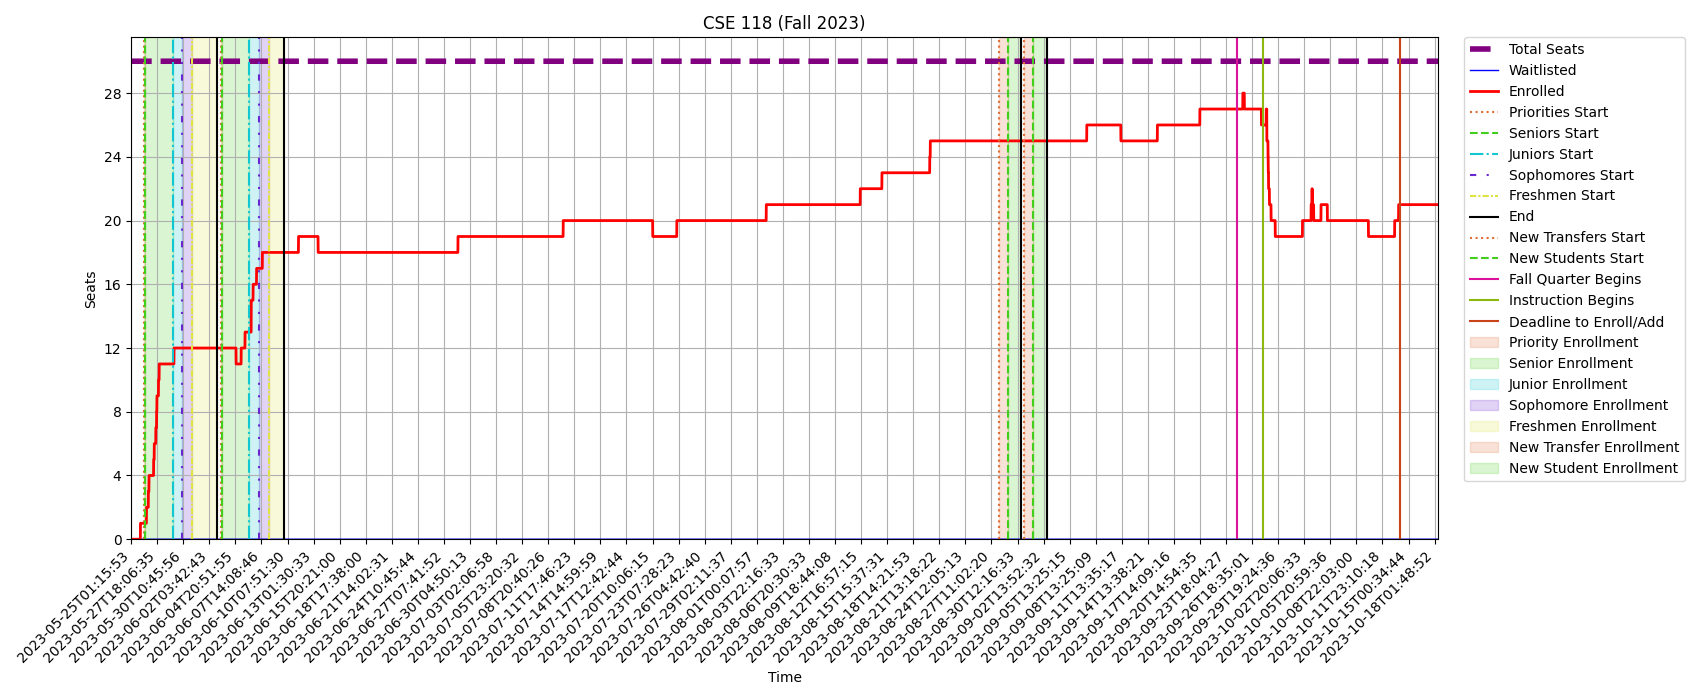 CSE 118 (Fall 2023)
Seats
28
24
20
16
12
8
4
0
2023-05-25T01:15:53
2023-05-27T18:06:35
2023-05-30T10:45:56
2023-06-02T03:42:43
2023-06-04T20:51:55
2023-06-07T14:08:46
2023-06-10T07:51:30
2023-06-13T01:30:33
2023-06-15T20:21:00
2023-06-18T17:38:00
2023-06-21T14:02:31
2023-06-24T10:45:44
2023-06-27T07:41:52
2023-06-30T04:50:13
2023-07-03T02:06:58
2023-07-05T23:20:32
2023-07-08T20:40:26
2023-07-11T17:46:23
2023-07-14T14:59:59
2023-07-17T12:42:44
2023-07-20T10:06:15
2023-07-23T07:28:23
2023-07-26T04:42:40
2023-07-29T02:11:37
2023-08-01T00:07:57
2023-08-03T22:16:33
2023-08-06T20:30:33
2023-08-09T18:44:08
2023-08-12T16:57:15
2023-08-15T15:37:31
2023-08-18T14:21:53
2023-08-21T13:18:22
2023-08-24T12:05:13
2023-08-27T11:02:20
2023-08-30T12:16:33
2023-09-02T13:52:32
2023-09-05T13:25:15
2023-09-08T13:25:09
2023-09-11T13:35:17
2023-09-14T13:38:21
2023-09-17T14:09:16
2023-09-20T14:54:35
2023-09-23T18:04:27
2023-09-26T18:35:01
2023-09-29T19:24:36
2023-10-02T20:06:33
2023-10-05T20:59:36
2023-10-08T22:03:00
2023-10-11T23:10:18
2023-10-15T00:34:44
2023-10-18T01:48:52
Time
Total Seats
Waitlisted
Enrolled
Priorities Start
Seniors Start
Juniors Start
Sophomores Start
Freshmen Start
End
New Transfers Start
New Students Start
Fall Quarter Begins
Instruction Begins
Deadline to Enroll/Add
Priority Enrollment
Senior Enrollment
Junior Enrollment
Sophomore Enrollment
Freshmen Enrollment
New Transfer Enrollment
New Student Enrollment